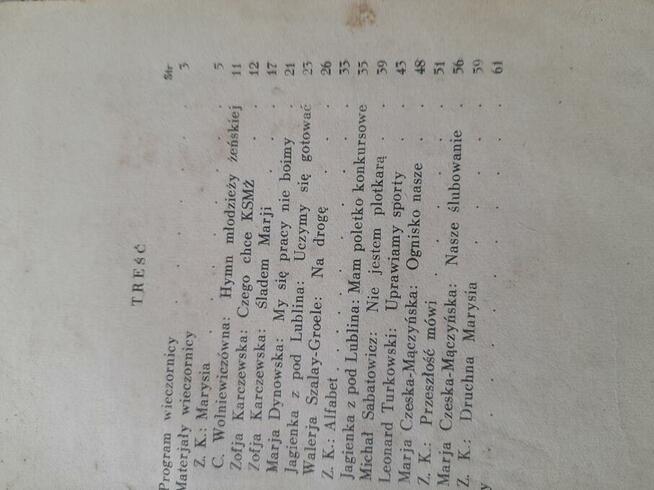 TREŚĆ
Str
Program wieczornicy . . . . . . 3
Materjały wieczornicy
Z. K.: Marysia . . . . . . 5
C. Wolniewiczówna: Hymn młodzieży żeńskiej 11
Zofja Karczewska: Czego chce KSMŻ . . 12
Zofja Karczewska: Śladem Marji . . . 17
Marja Dynowska: My się pracy nie boimy . 21
Jagienka z pod Lublina: Uczymy się gotować 23
Walerja Szalay-Groele: Na drogę . . . 26
Z. K.: Alfabet . . . . . . . 33
Jagienka z pod Lublina: Mam poletko konkursowe 35
Michał Sabatowicz: Nie jestem plotkarą . . 39
Leonard Turkowski: Uprawiamy sporty . . 43
Marja Czeska-Mączyńska: Ognisko nasze . . 48
Z. K.: Przeszłość mówi . . . . . 51
Marja Czeska-Mączyńska: Nasze ślubowanie . 56
Z. K.: Druchna Marysia . . . . 59
y . . . . . . . 61